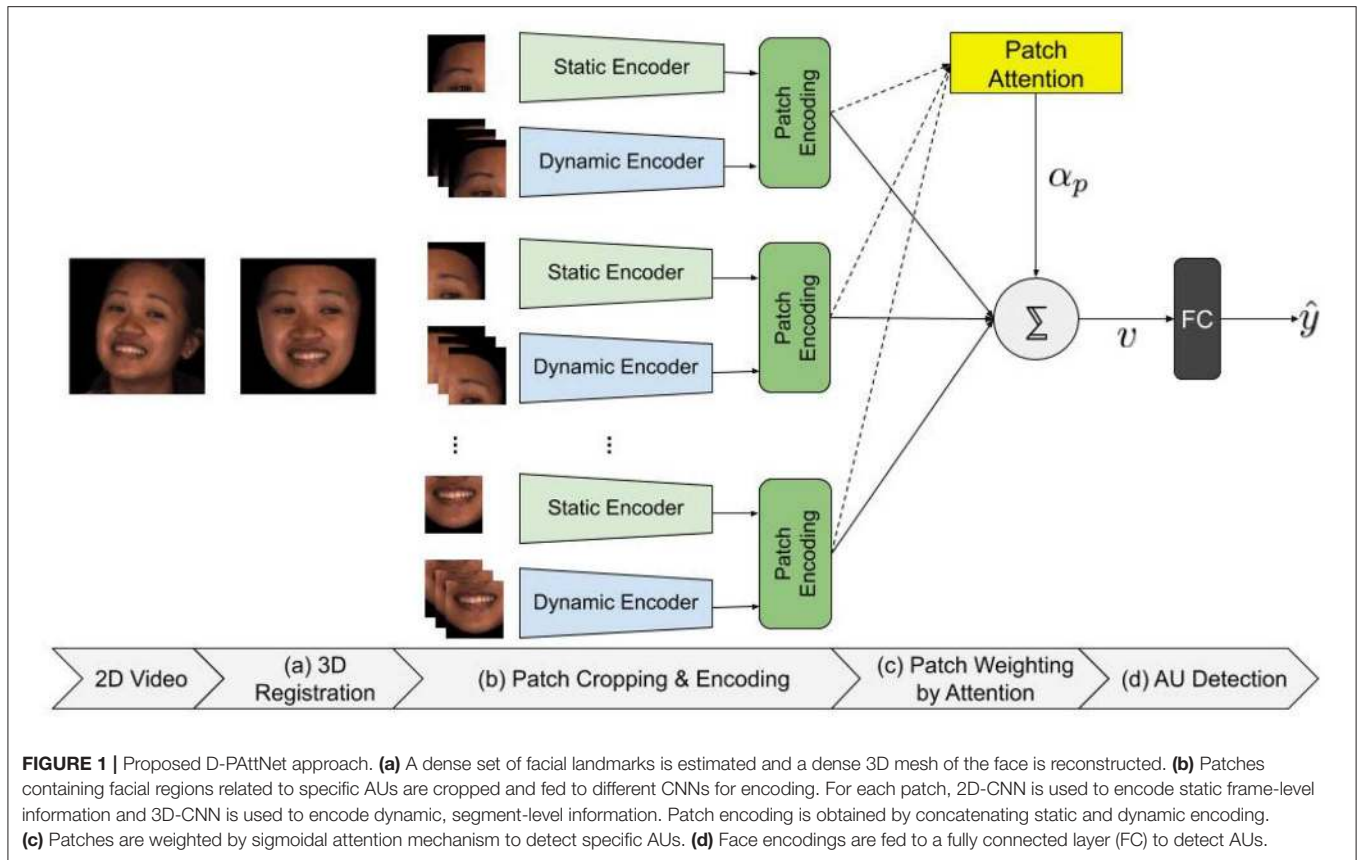 Static Encoder
Dynamic Encoder
Patch
Encoding
Patch
Attention
α_p
Static Encoder
Dynamic Encoder
Patch
Encoding
Σ
v
FC
ŷ
...
...
Static Encoder
Dynamic Encoder
Patch
Encoding
2D Video
(a) 3D
Registration
(b) Patch Cropping & Encoding
(c) Patch Weighting
by Attention
(d) AU Detection
FIGURE 1 | Proposed D-PAttNet approach. (a) A dense set of facial landmarks is estimated and a dense 3D mesh of the face is reconstructed. (b) Patches
containing facial regions related to specific AUs are cropped and fed to different CNNs for encoding. For each patch, 2D-CNN is used to encode static frame-level
information and 3D-CNN is used to encode dynamic, segment-level information. Patch encoding is obtained by concatenating static and dynamic encoding.
(c) Patches are weighted by sigmoidal attention mechanism to detect specific AUs. (d) Face encodings are fed to a fully connected layer (FC) to detect AUs.